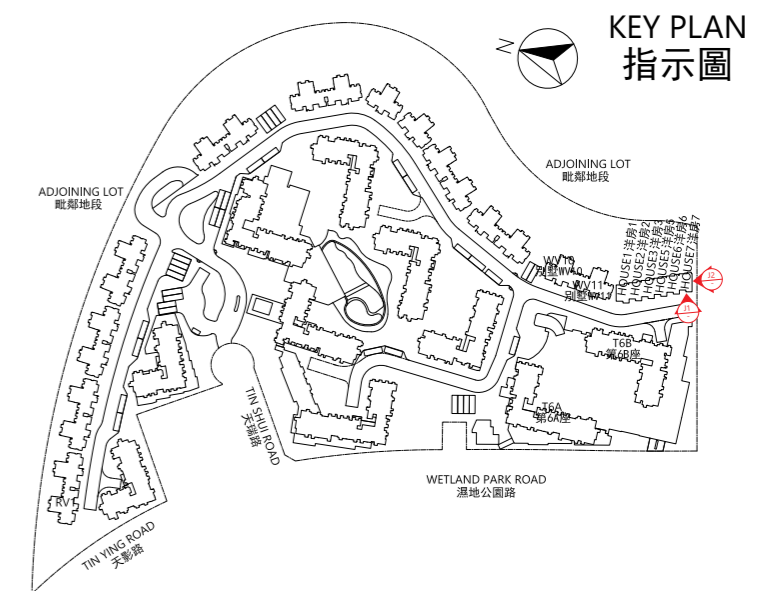 KEY PLAN
指示圖
N
ADJOINING LOT
毗鄰地段
ADJOINING LOT
毗鄰地段
HOUSE1 洋房1
HOUSE2 洋房2
HOUSE3 洋房3
HOUSE5 洋房5
HOUSE6 洋房6
HOUSE7 洋房7
WV10
別墅WV10
WV11
別墅WV11
J2
J1
T6B
第6B座
T6A
第6A座
TIN SHUI ROAD
天瑞路
WETLAND PARK ROAD
濕地公園路
RV1
TIN YING ROAD
天影路